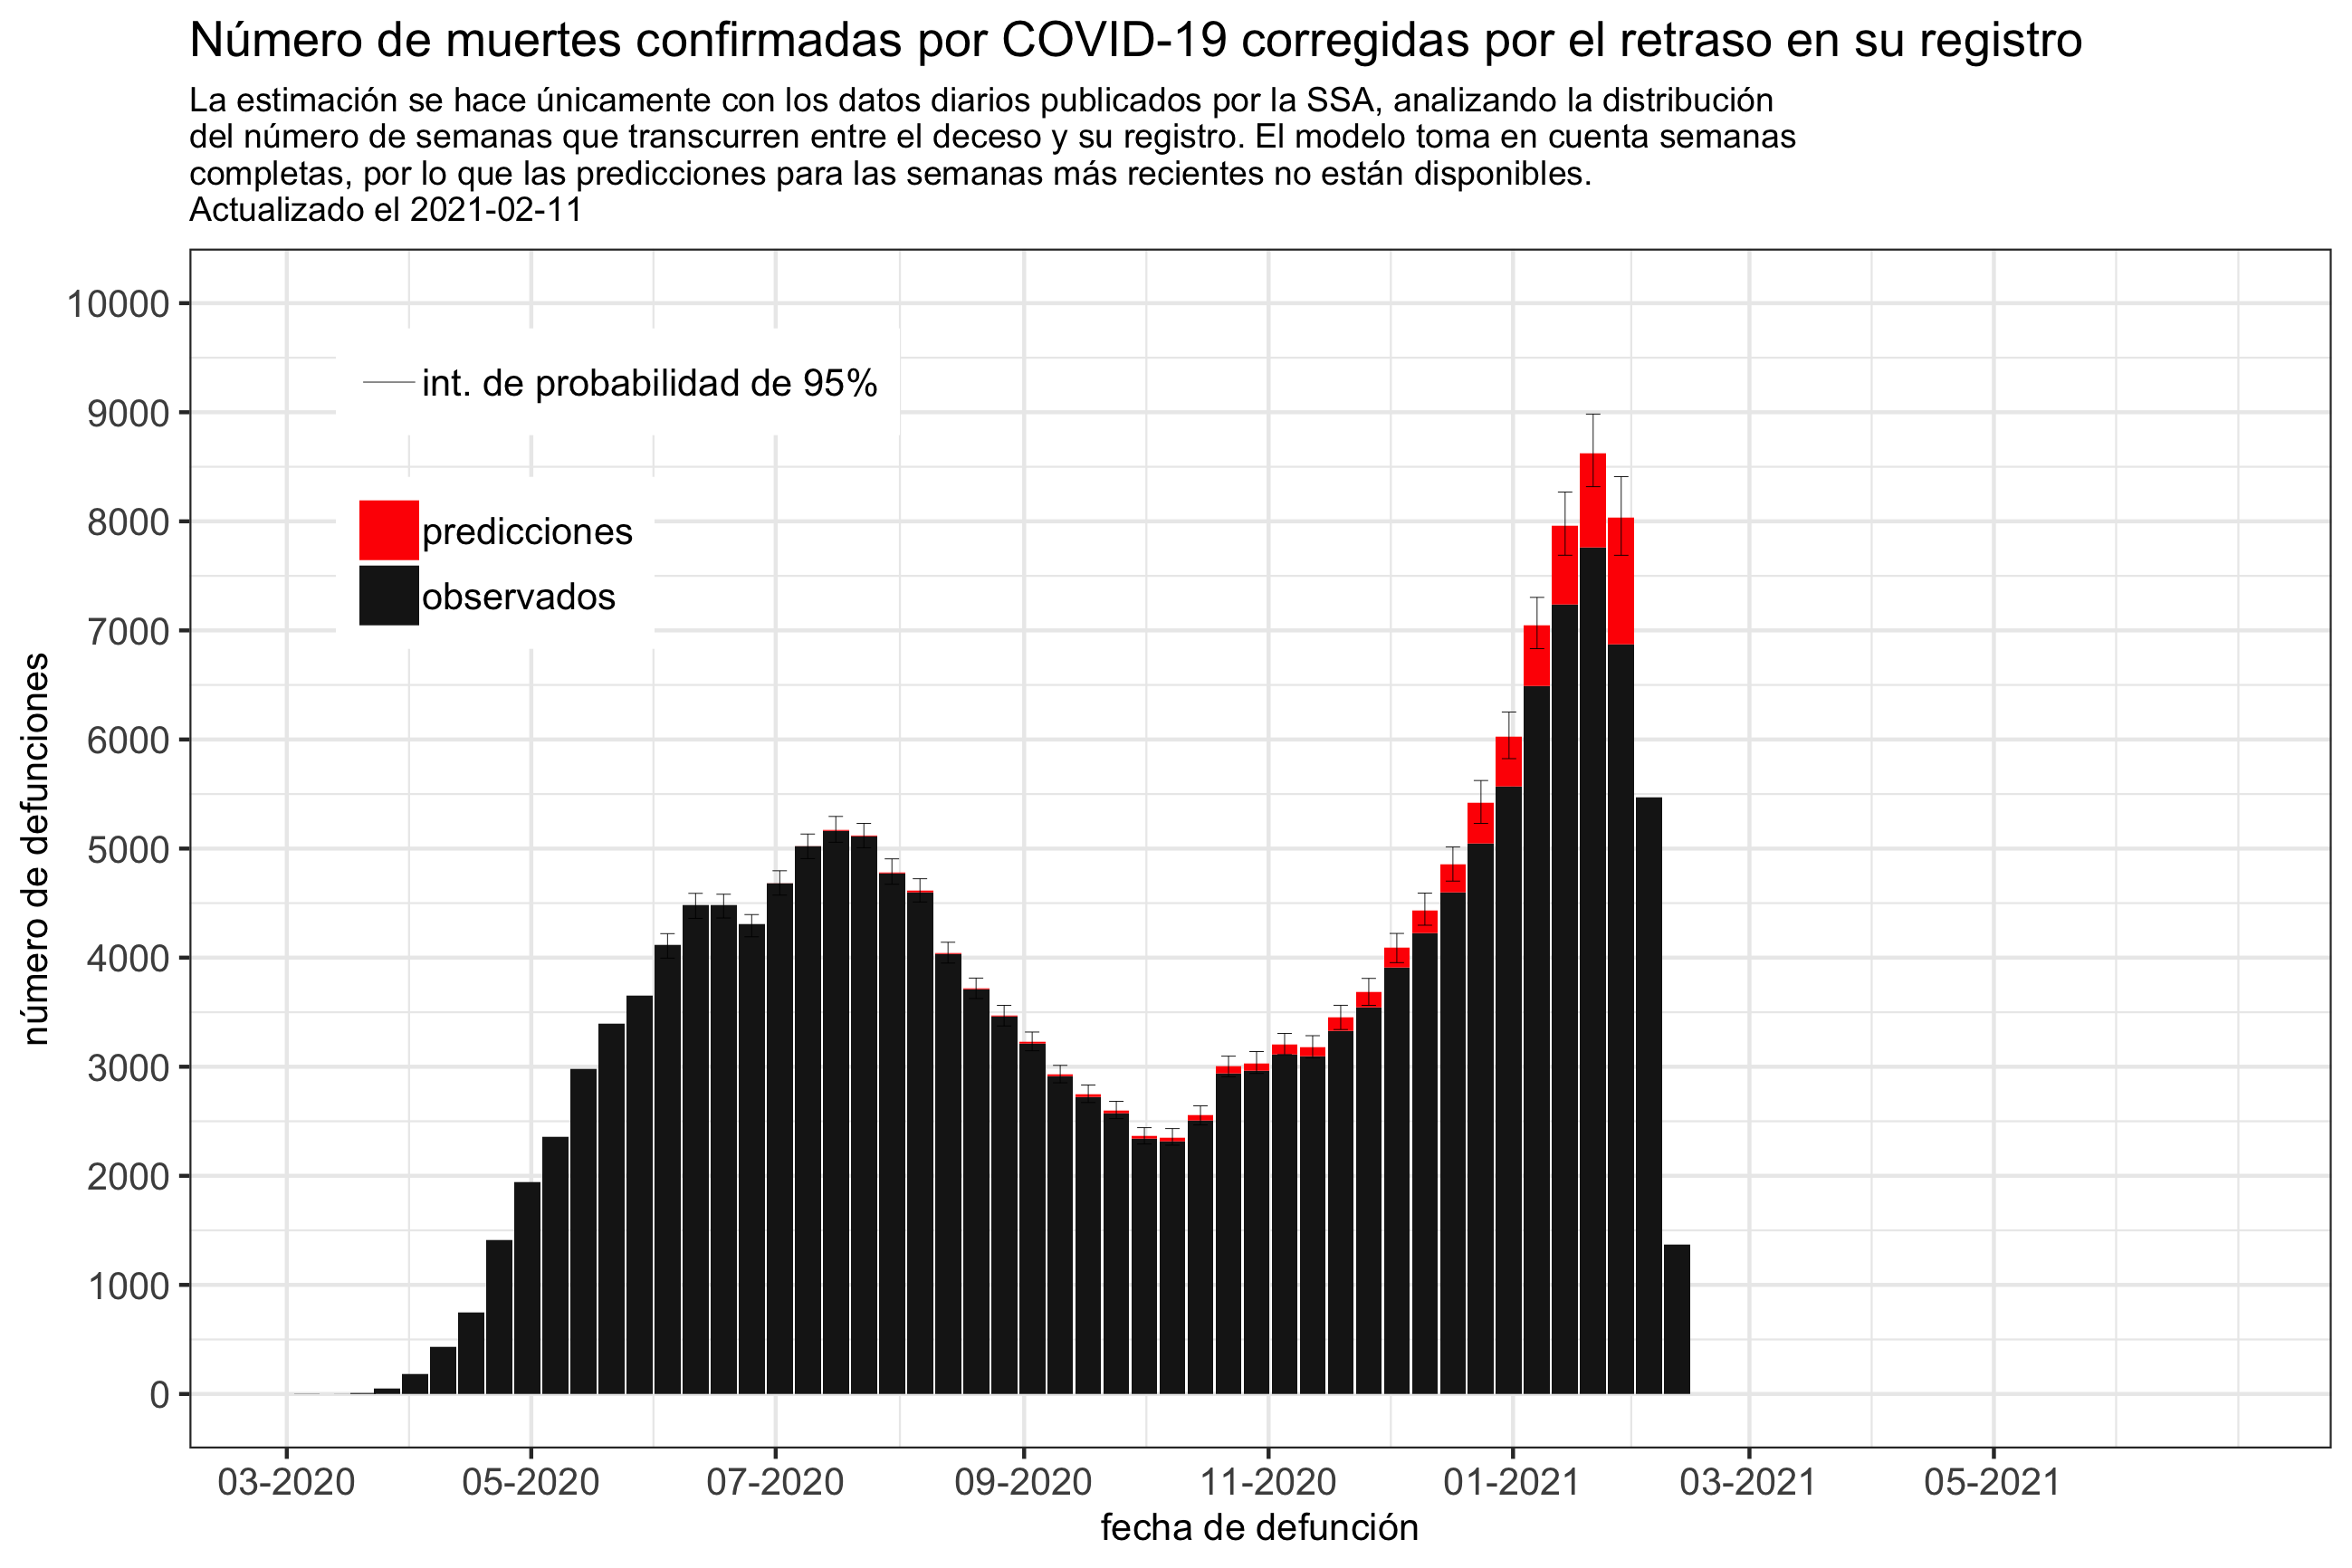 Número de muertes confirmadas por COVID-19 corregidas por el retraso en su registro
La estimación se hace únicamente con los datos diarios publicados por la SSA, analizando la distribución
del número de semanas que transcurren entre el deceso y su registro. El modelo toma en cuenta semanas
completas, por lo que las predicciones para las semanas más recientes no están disponibles.
Actualizado el 2021-02-11
10000
9000
8000
7000
6000
5000
4000
3000
2000
1000
0
número de defunciones
int. de probabilidad de 95%
predicciones
observados
03-2020
05-2020
07-2020
09-2020
11-2020
01-2021
03-2021
05-2021
fecha de defunción